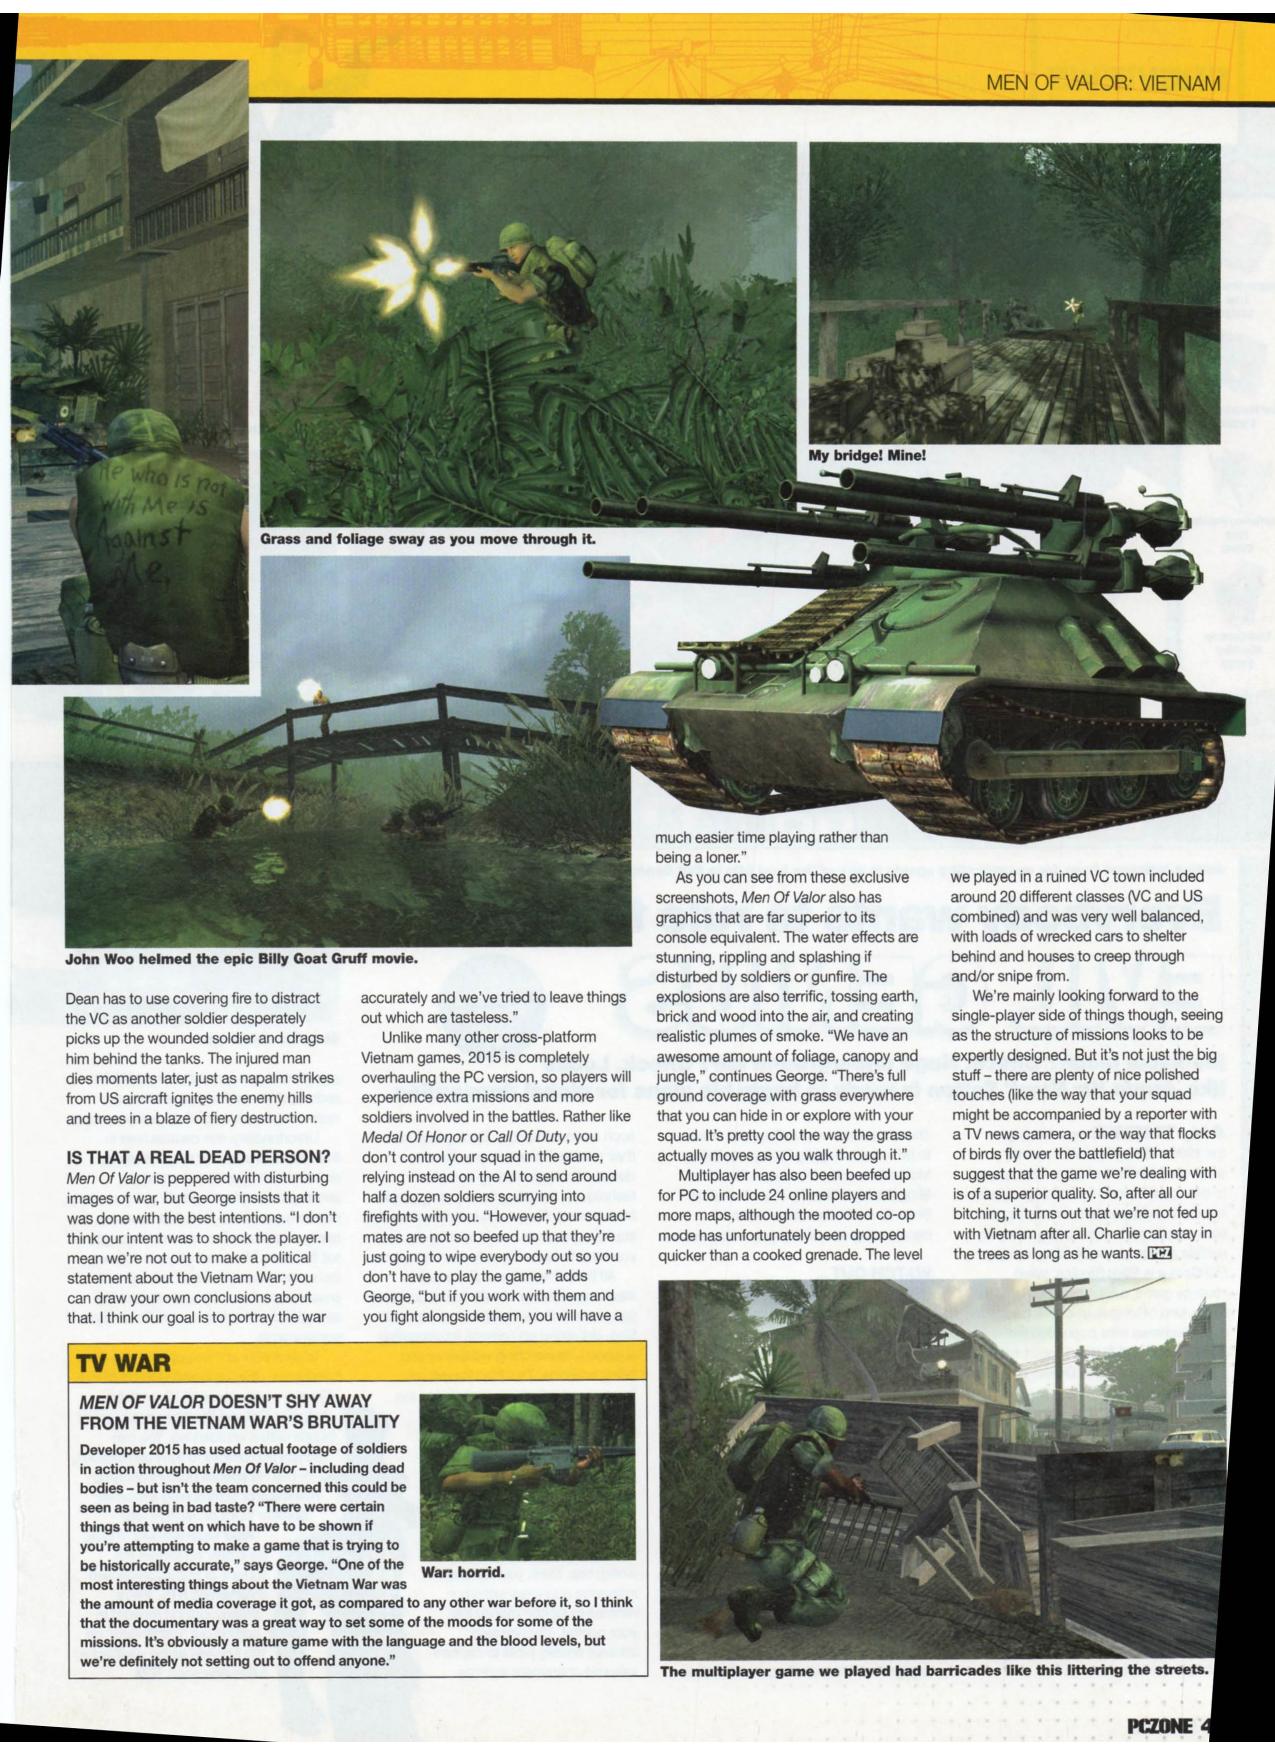 MEN OF VALOR: VIETNAM
He who is not
With Me is
Against
Me,
My bridge! Mine!
Grass and foliage sway as you move through it.
John Woo helmed the epic Billy Goat Gruff movie.
Dean has to use covering fire to distract
the VC as another soldier desperately
picks up the wounded soldier and drags
him behind the tanks. The injured man
dies moments later, just as napalm strikes
from US aircraft ignites the enemy hills
and trees in a blaze of fiery destruction.
IS THAT A REAL DEAD PERSON?
Men Of Valor is peppered with disturbing
images of war, but George insists that it
was done with the best intentions. “I don’t
think our intent was to shock the player. I
mean we’re not out to make a political
statement about the Vietnam War; you
can draw your own conclusions about
that. I think our goal is to portray the war
accurately and we’ve tried to leave things
out which are tasteless.”
Unlike many other cross-platform
Vietnam games, 2015 is completely
overhauling the PC version, so players will
experience extra missions and more
soldiers involved in the battles. Rather like
Medal Of Honor or Call Of Duty, you
don’t control your squad in the game,
relying instead on the AI to send around
half a dozen soldiers scurrying into
firefights with you. “However, your squad-
mates are not so beefed up that they’re
just going to wipe everybody out so you
don’t have to play the game,” adds
George, “but if you work with them and
you fight alongside them, you will have a
much easier time playing rather than
being a loner.”
As you can see from these exclusive
screenshots, Men Of Valor also has
graphics that are far superior to its
console equivalent. The water effects are
stunning, rippling and splashing if
disturbed by soldiers or gunfire. The
explosions are also terrific, tossing earth,
brick and wood into the air, and creating
realistic plumes of smoke. “We have an
awesome amount of foliage, canopy and
jungle,” continues George. “There’s full
ground coverage with grass everywhere
that you can hide in or explore with your
squad. It’s pretty cool the way the grass
actually moves as you walk through it.”
Multiplayer has also been beefed up
for PC to include 24 online players and
more maps, although the mooted co-op
mode has unfortunately been dropped
quicker than a cooked grenade. The level
we played in a ruined VC town included
around 20 different classes (VC and US
combined) and was very well balanced,
with loads of wrecked cars to shelter
behind and houses to creep through
and/or snipe from.
We’re mainly looking forward to the
single-player side of things though, seeing
as the structure of missions looks to be
expertly designed. But it’s not just the big
stuff – there are plenty of nice polished
touches (like the way that your squad
might be accompanied by a reporter with
a TV news camera, or the way that flocks
of birds fly over the battlefield) that
suggest that the game we’re dealing with
is of a superior quality. So, after all our
bitching, it turns out that we’re not fed up
with Vietnam after all. Charlie can stay in
the trees as long as he wants. PCZ
TV WAR
MEN OF VALOR DOESN’T SHY AWAY
FROM THE VIETNAM WAR’S BRUTALITY
Developer 2015 has used actual footage of soldiers
in action throughout Men Of Valor – including dead
bodies – but isn’t the team concerned this could be
seen as being in bad taste? “There were certain
things that went on which have to be shown if
you’re attempting to make a game that is trying to
be historically accurate,” says George. “One of the
most interesting things about the Vietnam War was
the amount of media coverage it got, as compared to any other war before it, so I think
that the documentary was a great way to set some of the moods for some of the
missions. It’s obviously a mature game with the language and the blood levels, but
we’re definitely not setting out to offend anyone.”
War: horrid.
The multiplayer game we played had barricades like this littering the streets.
PCZONE 4